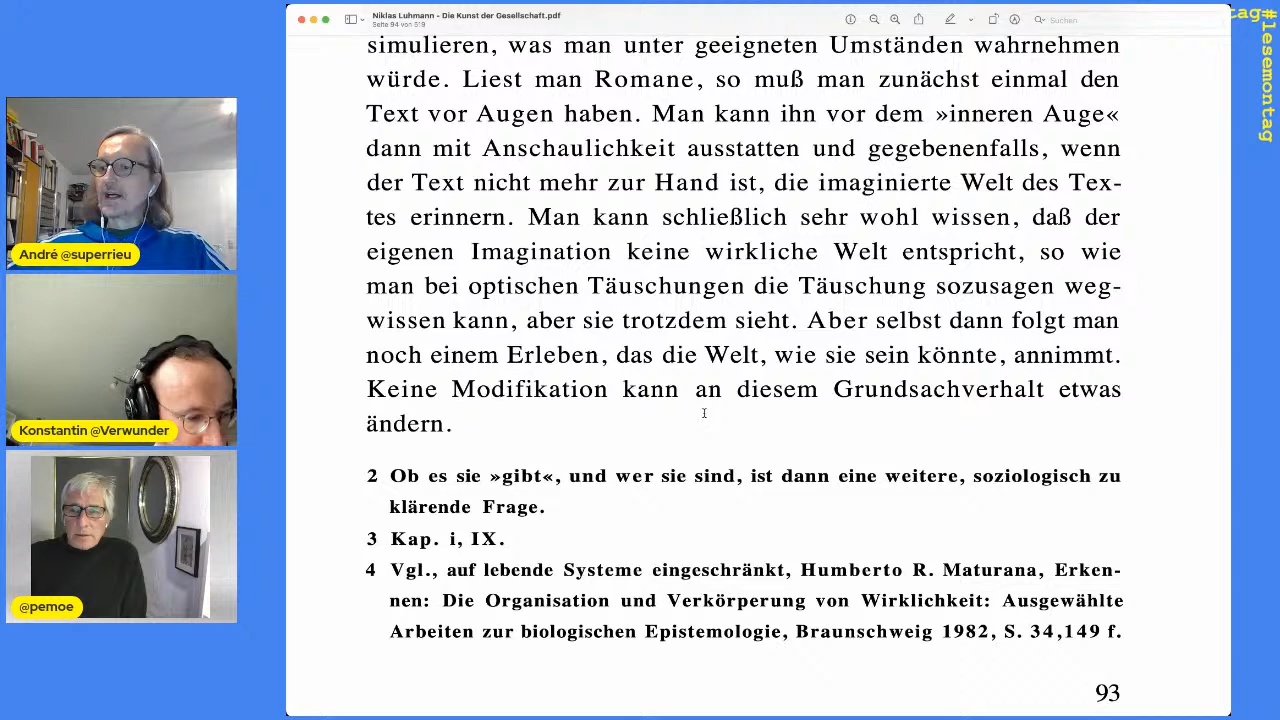 Niklas Luhmann - Die Kunst der Gesellschaft.pdf
Seite 94 von 519
Suchen
tag#lesemontag
simulieren, was man unter geeigneten Umständen wahrnehmen
würde. Liest man Romane, so muß man zunächst einmal den
Text vor Augen haben. Man kann ihn vor dem »inneren Auge«
dann mit Anschaulichkeit ausstatten und gegebenenfalls, wenn
der Text nicht mehr zur Hand ist, die imaginierte Welt des Tex-
tes erinnern. Man kann schließlich sehr wohl wissen, daß der
eigenen Imagination keine wirkliche Welt entspricht, so wie
man bei optischen Täuschungen die Täuschung sozusagen weg-
wissen kann, aber sie trotzdem sieht. Aber selbst dann folgt man
noch einem Erleben, das die Welt, wie sie sein könnte, annimmt.
Keine Modifikation kann an diesem Grundsachverhalt etwas
ändern.
2 Ob es sie »gibt«, und wer sie sind, ist dann eine weitere, soziologisch zu
klärende Frage.
3 Kap. i, IX.
4 Vgl., auf lebende Systeme eingeschränkt, Humberto R. Maturana, Erken-
nen: Die Organisation und Verkörperung von Wirklichkeit: Ausgewählte
Arbeiten zur biologischen Epistemologie, Braunschweig 1982, S. 34,149 f.
93
André @superrieu
Konstantin @Verwunder
@pemoe